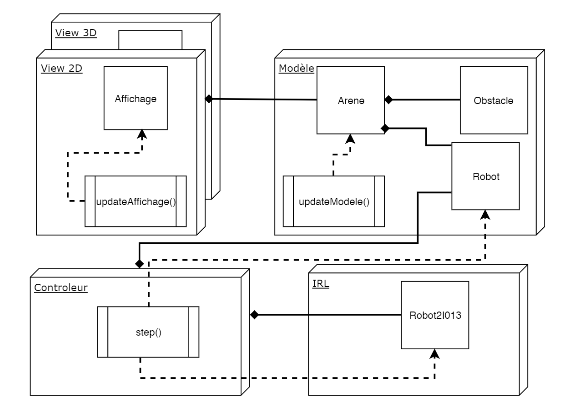 View 3D
View 2D
Affichage
updateAffichage()
Modèle
Arene
Obstacle
Robot
updateModele()
Controleur
step()
IRL
Robot2I013